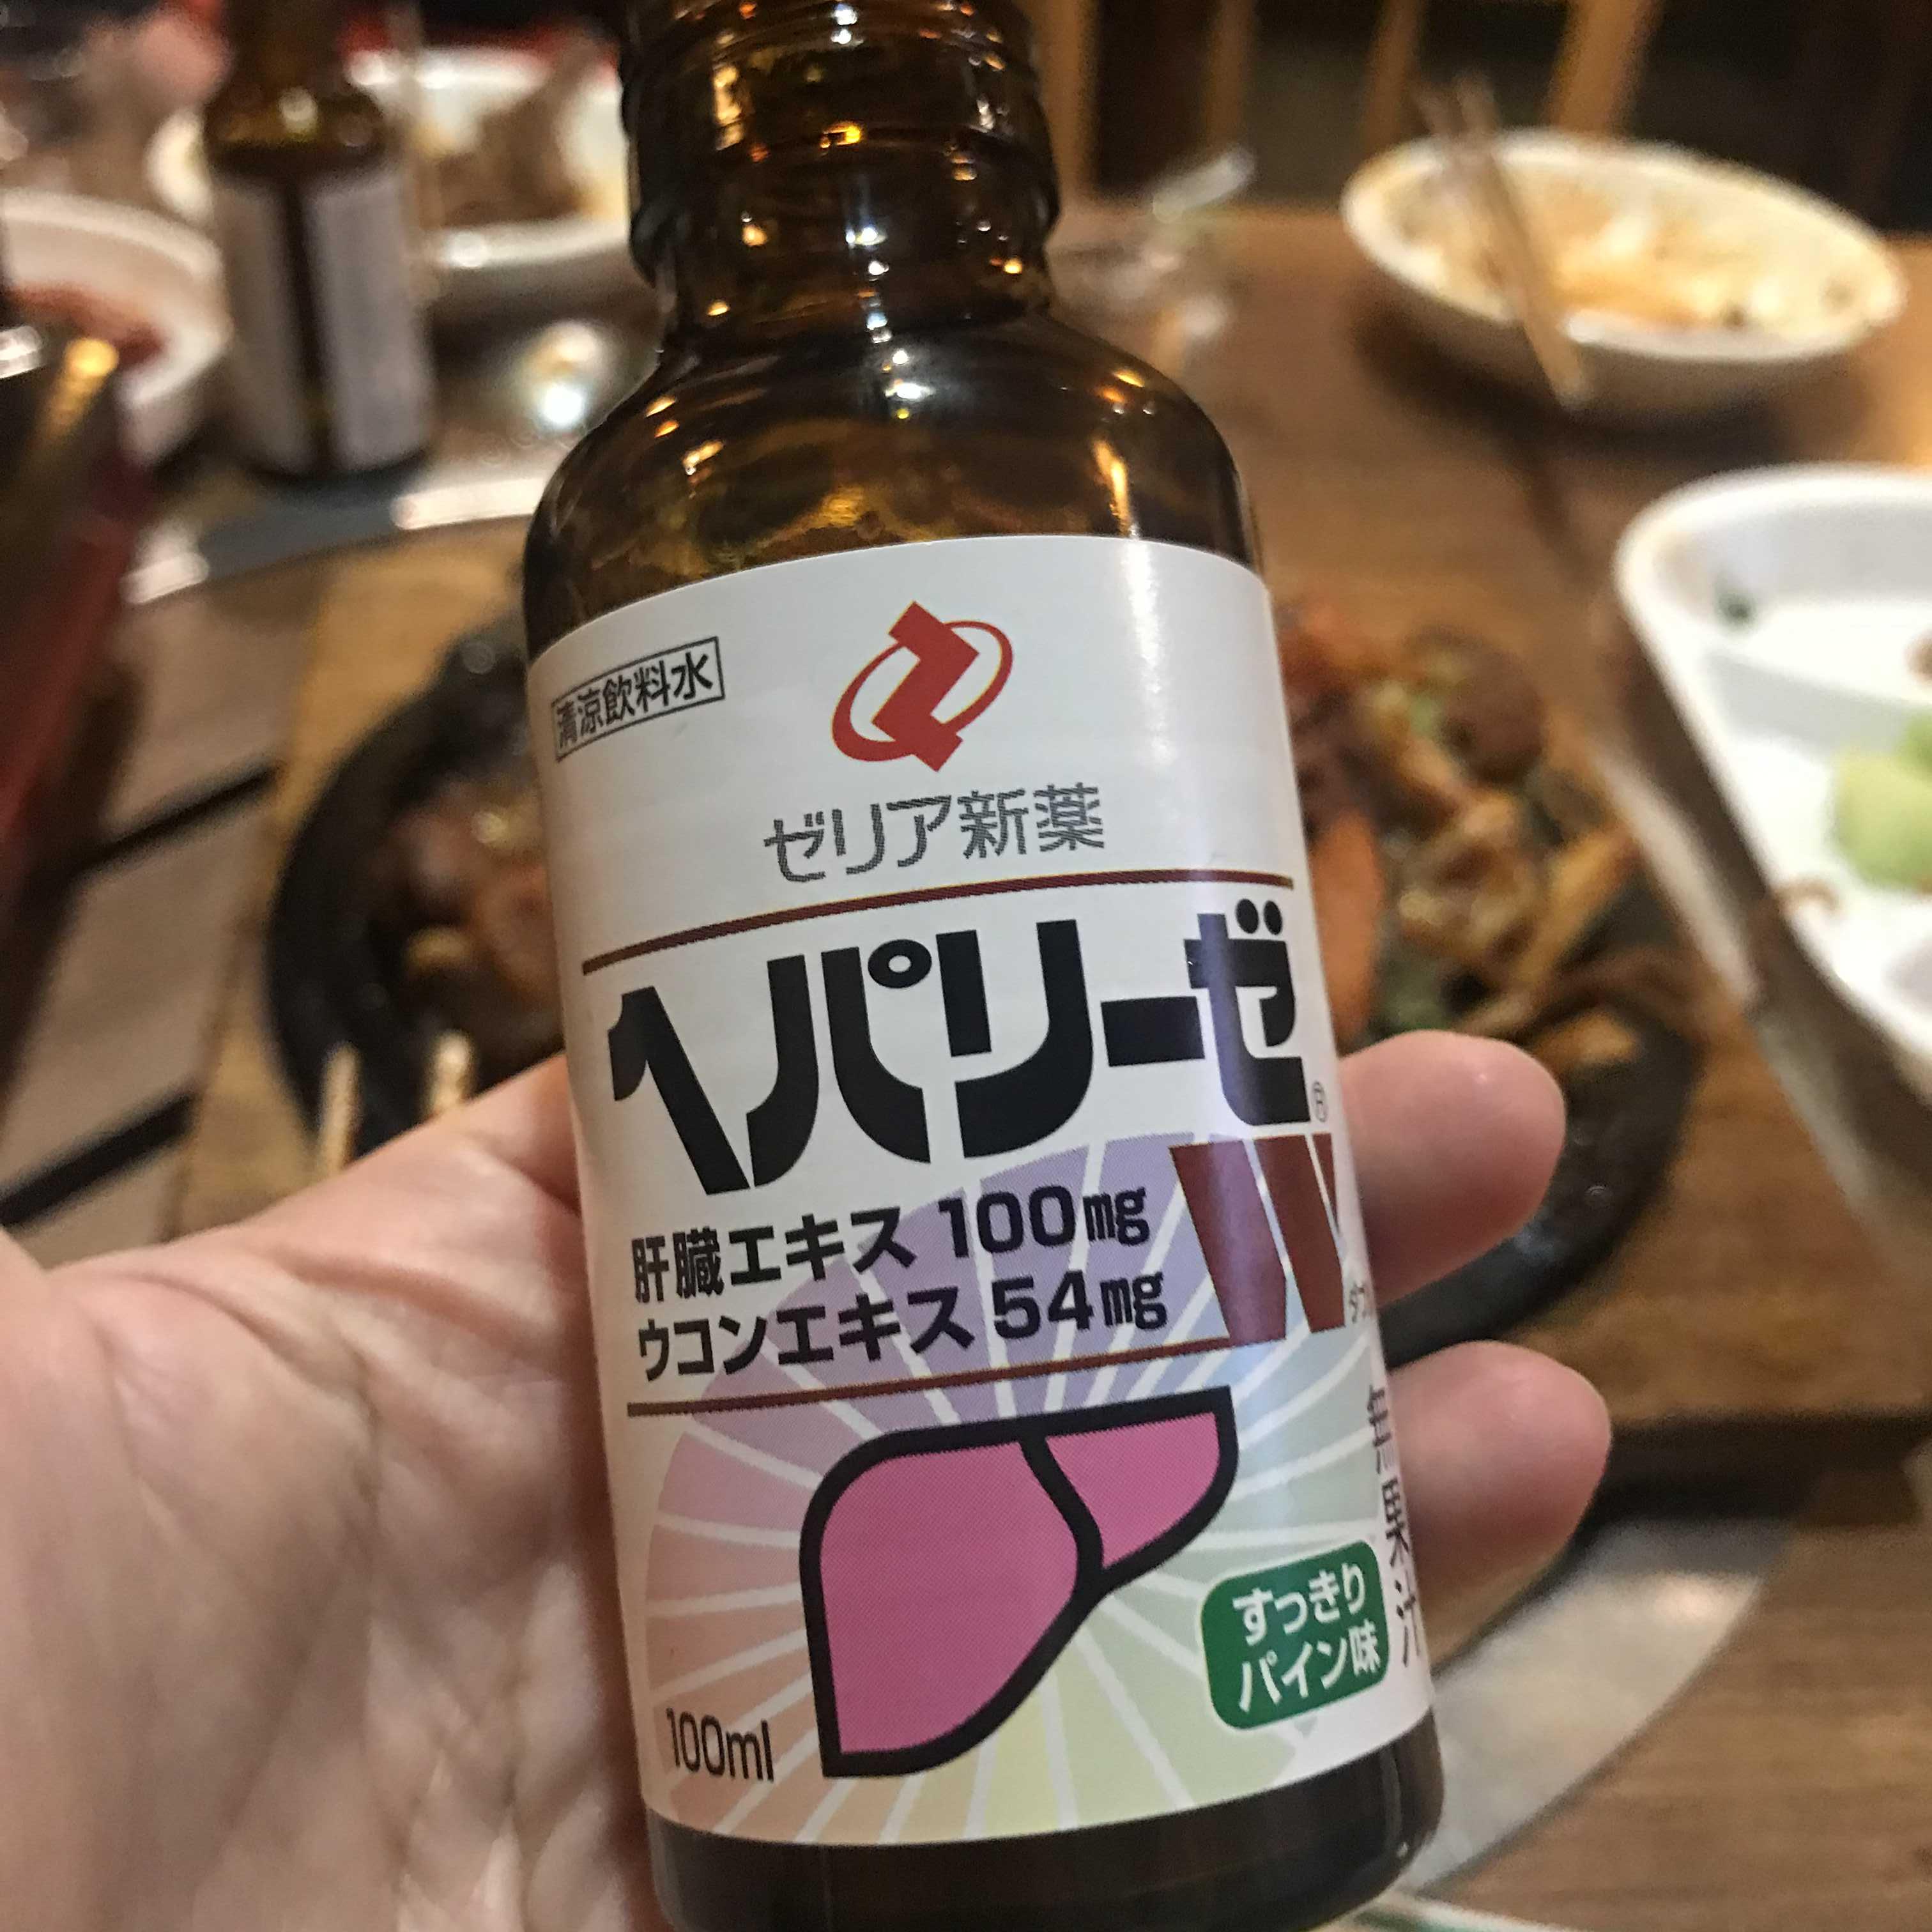 清涼飲料水
ゼリア新薬
ヘパリーゼ®
W
肝臓エキス 100mg
ウコンエキス 54mg
無果汁
すっきり
パイン味
100ml